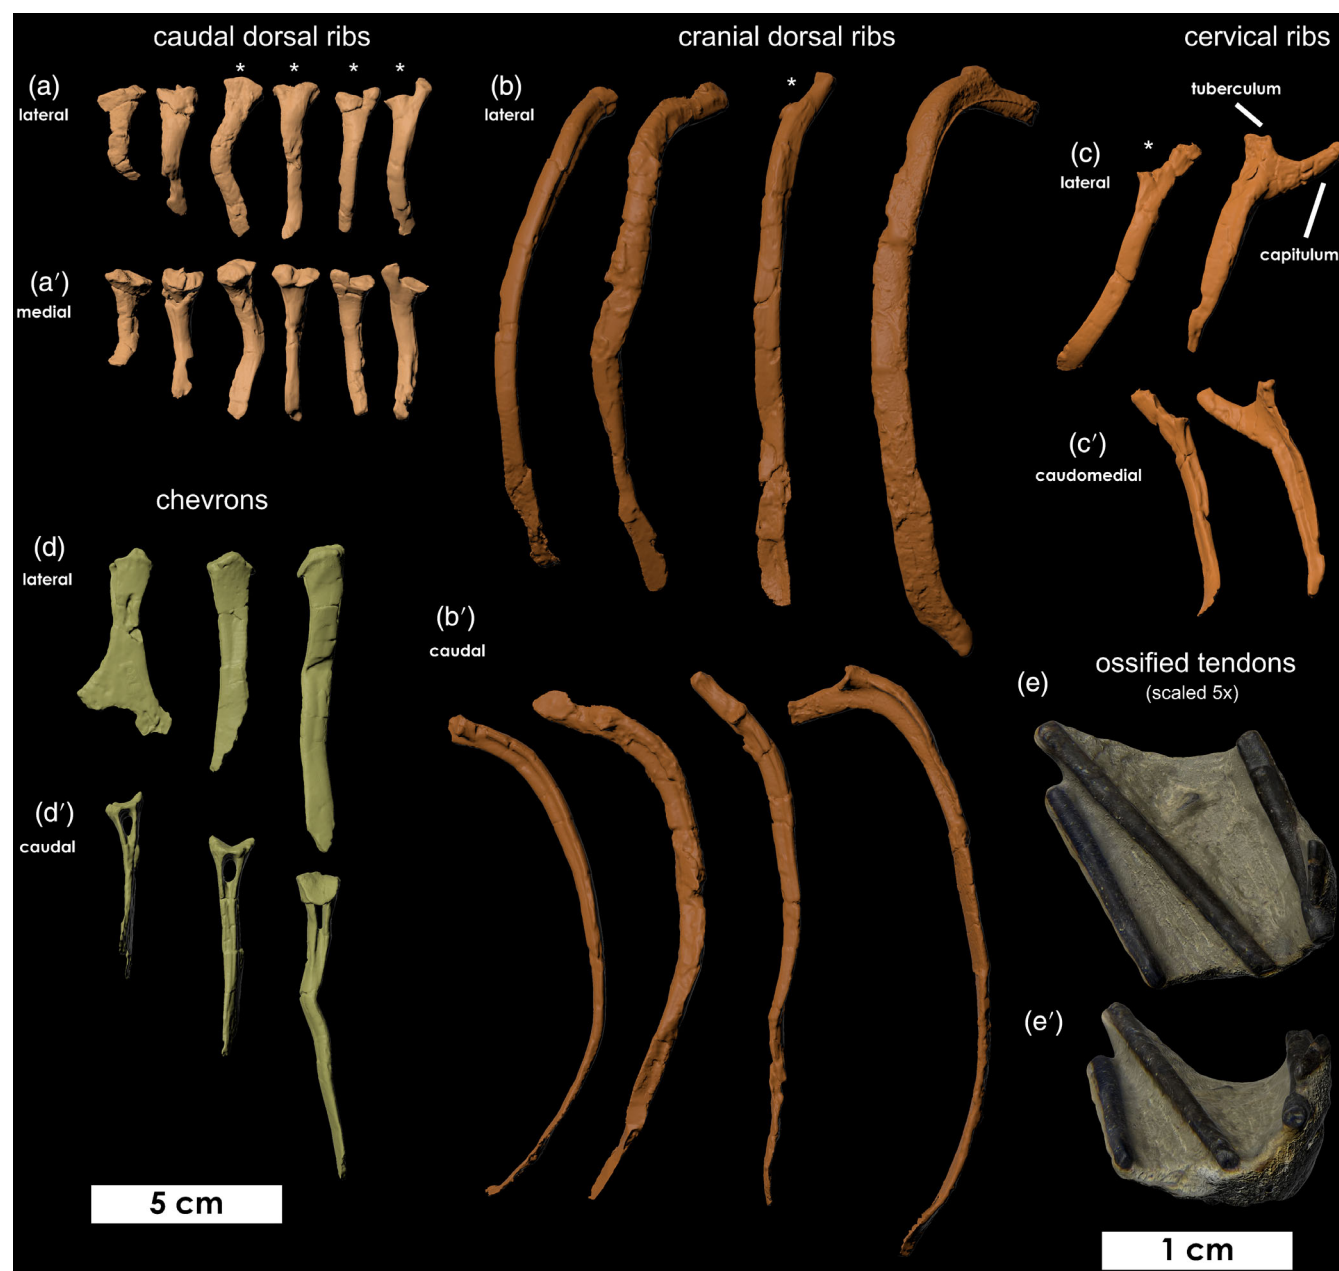 caudal dorsal ribs
(a)
lateral
* * * *
(a′)
medial
cranial dorsal ribs
(b)
lateral
*
(b′)
caudal
cervical ribs
tuberculum
(c)
lateral
*
capitulum
(c′)
caudomedial
chevrons
(d)
lateral
(d′)
caudal
5 cm
ossified tendons
(scaled 5x)
(e)
(e′)
1 cm